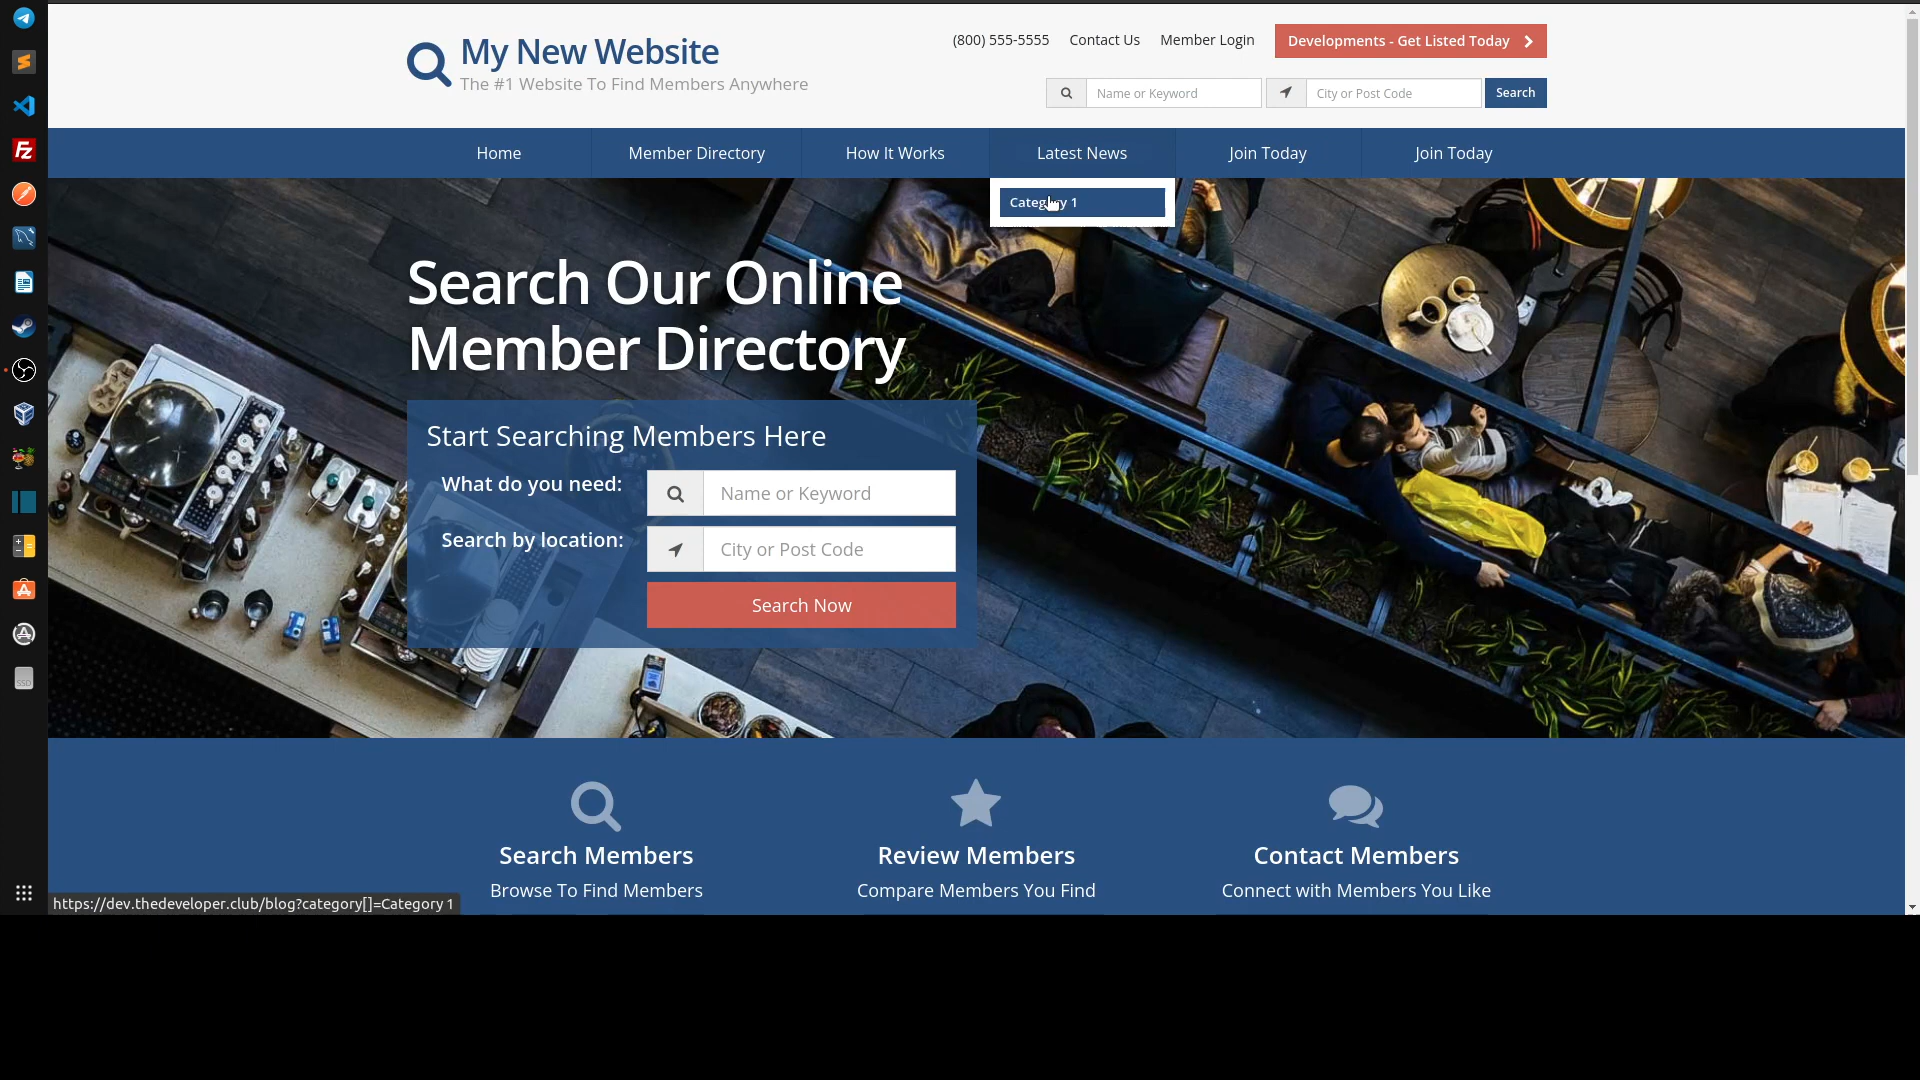 My New Website
The #1 Website To Find Members Anywhere
(800) 555-5555
Contact Us
Member Login
Developments - Get Listed Today
Name or Keyword
City or Post Code
Search
Home
Member Directory
How It Works
Latest News
Join Today
Join Today
Category 1
Search Our Online
Member Directory
Start Searching Members Here
What do you need:
Name or Keyword
Search by location:
City or Post Code
Search Now
Search Members
Browse To Find Members
Review Members
Compare Members You Find
Contact Members
Connect with Members You Like
https://dev.thedeveloper.club/blog?category[]=Category 1
SSD